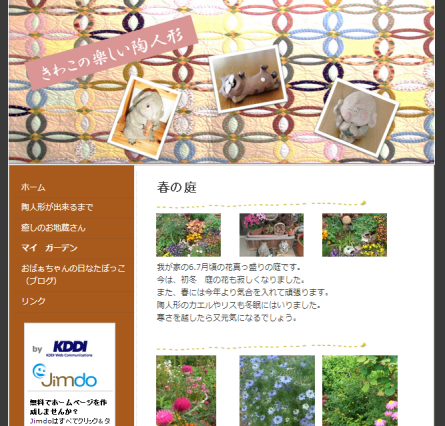 きわこの楽しい陶人形
ホーム
陶人形が出来るまで
癒しのお地蔵さん
マイ ガーデン
おばぁちゃんの日なたぼっこ
（ブログ）
リンク
by KDDI
KDDI Web Communications
Jimdo
無料でホームページを作
成しませんか？
Jimdoはすべてクリック＆タ
春の庭
我が家の6.7月頃の花真っ盛りの庭です。
今は、初冬 庭の花も寂しくなりました。
また、春には今年より気合を入れて頑張ります。
陶人形のカエルやリスも冬眠にはいりました。
寒さを越したら又元気になるでしょう。